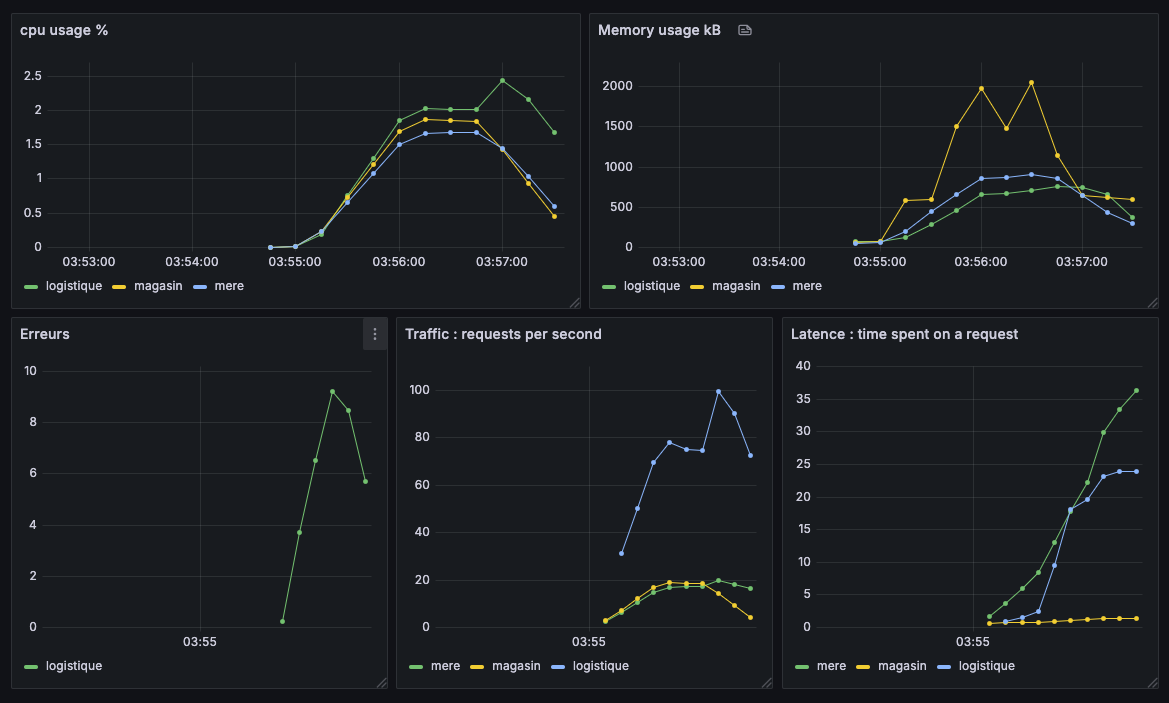 cpu usage %
2.5
2
1.5
1
0.5
0
03:53:00 03:54:00 03:55:00 03:56:00 03:57:00
logistique magasin mere
Memory usage kB
2000
1500
1000
500
0
03:53:00 03:54:00 03:55:00 03:56:00 03:57:00
logistique magasin mere
Erreurs
10
8
6
4
2
0
03:55
logistique
Traffic : requests per second
100
80
60
40
20
0
03:55
mere magasin logistique
Latence : time spent on a request
40
35
30
25
20
15
10
5
0
03:55
mere magasin logistique